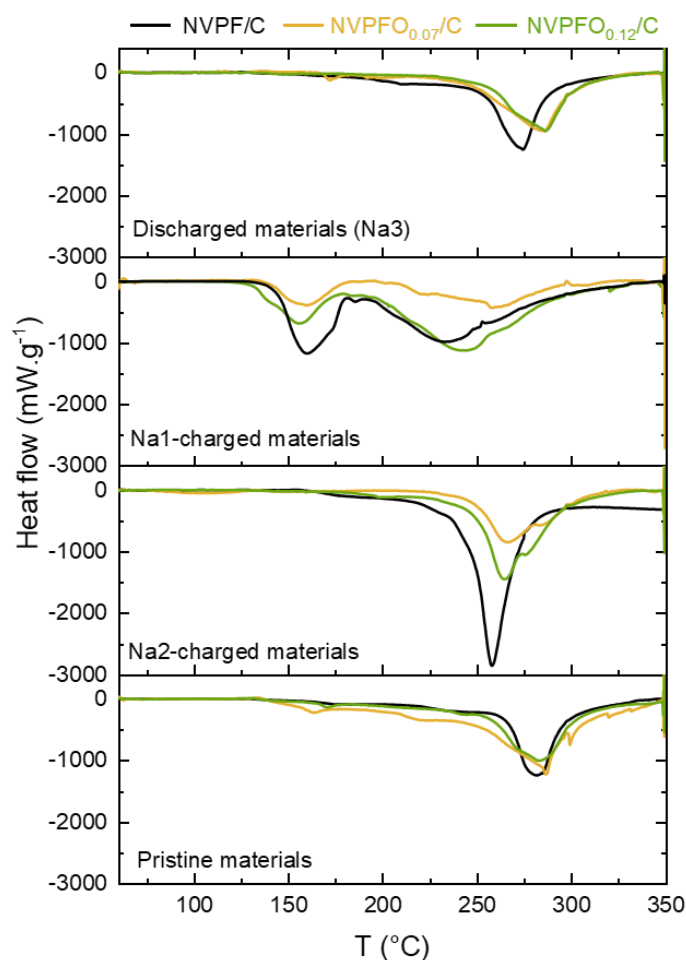 NVPF/C NVPFO0.07/C NVPFO0.12/C
0
-1000
-2000
-3000
Discharged materials (Na3)
0
-1000
-2000
-3000
Na1-charged materials
0
-1000
-2000
-3000
Na2-charged materials
0
-1000
-2000
-3000
Pristine materials
Heat flow (mW.g-1)
100 150 200 250 300 350
T (°C)